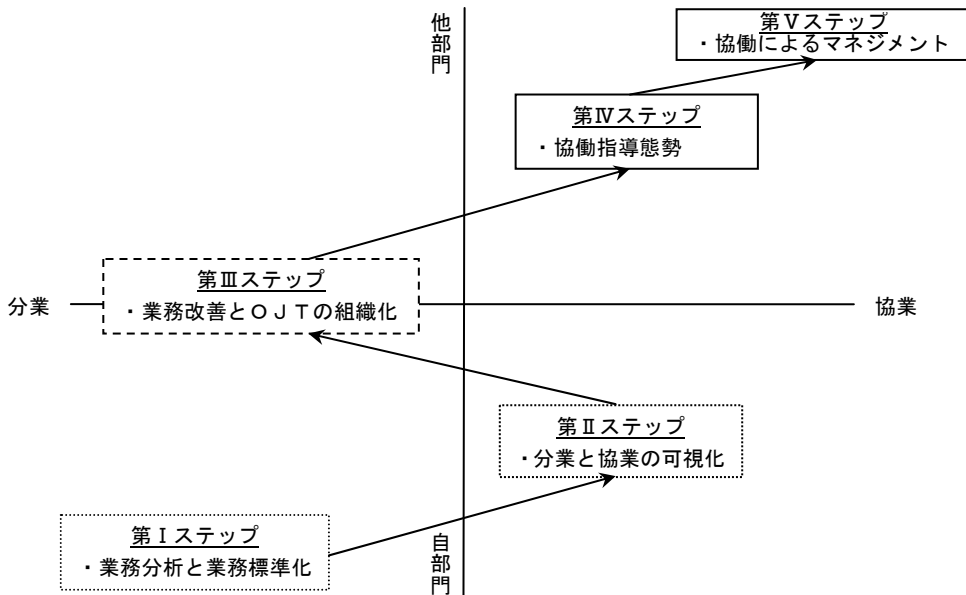 他部門
第Ⅴステップ
・協働によるマネジメント
第Ⅳステップ
・協働指導態勢
第Ⅲステップ
・業務改善とＯＪＴの組織化
分業
協業
第Ⅱステップ
・分業と協業の可視化
第Ⅰステップ
・業務分析と業務標準化
自部門